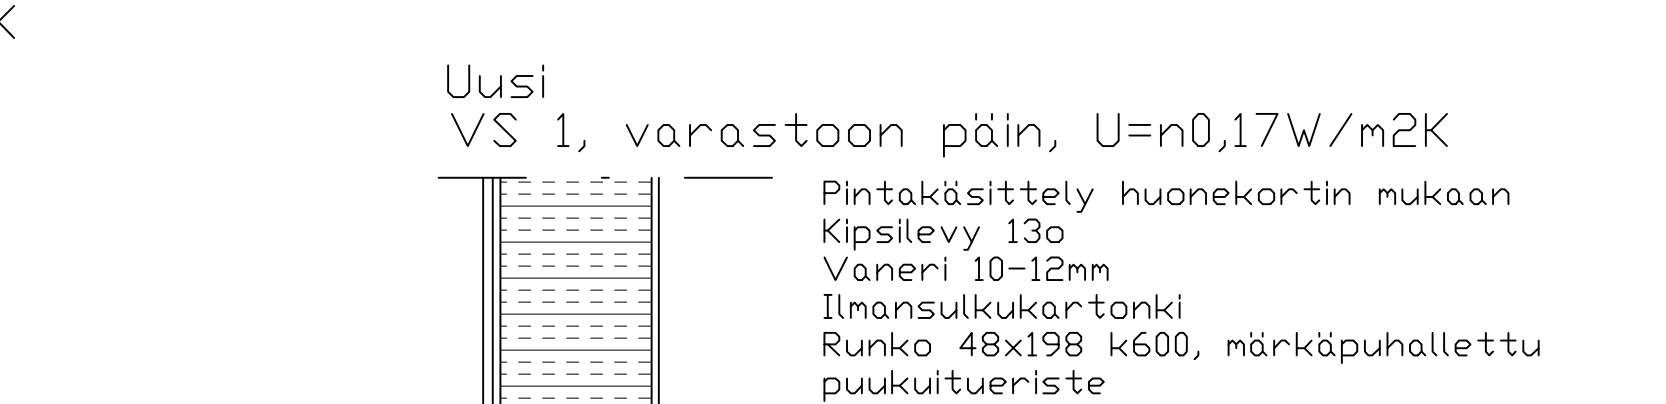 K
Uusi
VS 1, varastoon päin, U=n0,17W/m2K
Pintakäsittely huonekortin mukaan
Kipsilevy 13o
Vaneri 10-12mm
Ilmansulkukartonki
Runko 48x198 k600, märkäpuhallettu
puukuitueriste